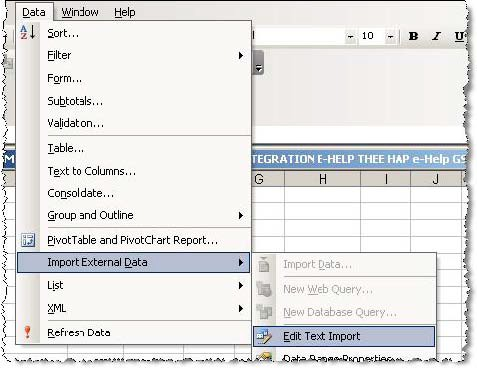 Data Window Help
Sort...
10 B I U
Filter
Form...
Subtotals...
Validation...
Table...
TEGRATION E-HELP THEE HAP e-Help GS
Text to Columns...
G H I J
Consolidate...
Group and Outline
PivotTable and PivotChart Report...
Import External Data
Import Data...
List
New Web Query...
XML
New Database Query...
Refresh Data
Edit Text Import
Data Range Properties...